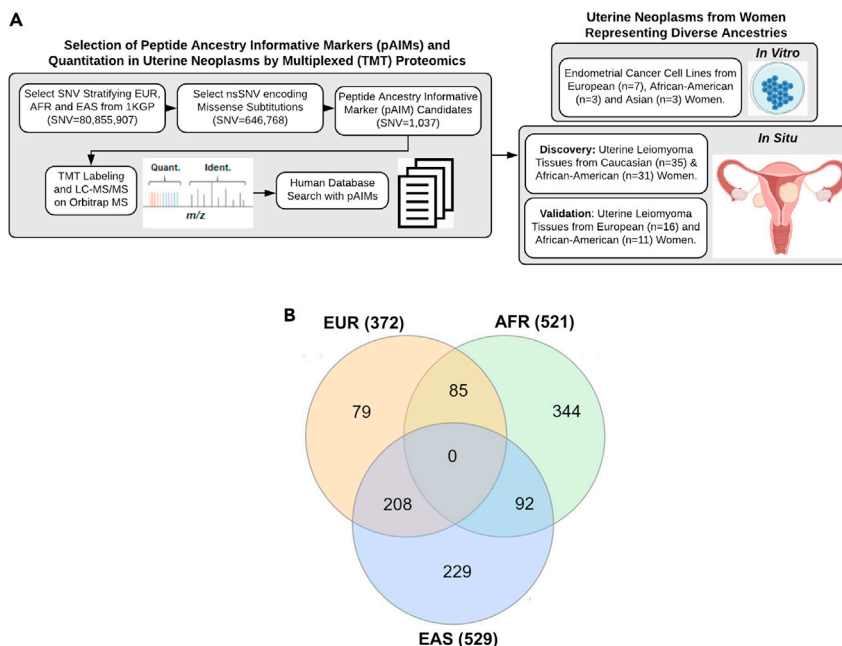 A
Selection of Peptide Ancestry Informative Markers (pAIMs) and
Quantitation in Uterine Neoplasms by Multiplexed (TMT) Proteomics
Select SNV Stratifying EUR,
AFR and EAS from 1KGP
(SNV=80,855,907)
Select nsSNV encoding
Missense Subtitutions
(SNV=646,768)
Peptide Ancestry Informative
Marker (pAIM) Candidates
(SNV=1,037)
TMT Labeling
and LC-MS/MS
on Orbitrap MS
Quant. Ident.
m/z
Human Database
Search with pAIMs
Uterine Neoplasms from Women
Representing Diverse Ancestries
In Vitro
Endometrial Cancer Cell Lines from
European (n=7), African-American
(n=3) and Asian (n=3) Women.
In Situ
Discovery: Uterine Leiomyoma
Tissues from Caucasian (n=35) &
African-American (n=31) Women.
Validation: Uterine Leiomyoma
Tissues from European (n=16) and
African-American (n=11) Women.
B
EUR (372) AFR (521)
79 85 344
0
208 92
229
EAS (529)